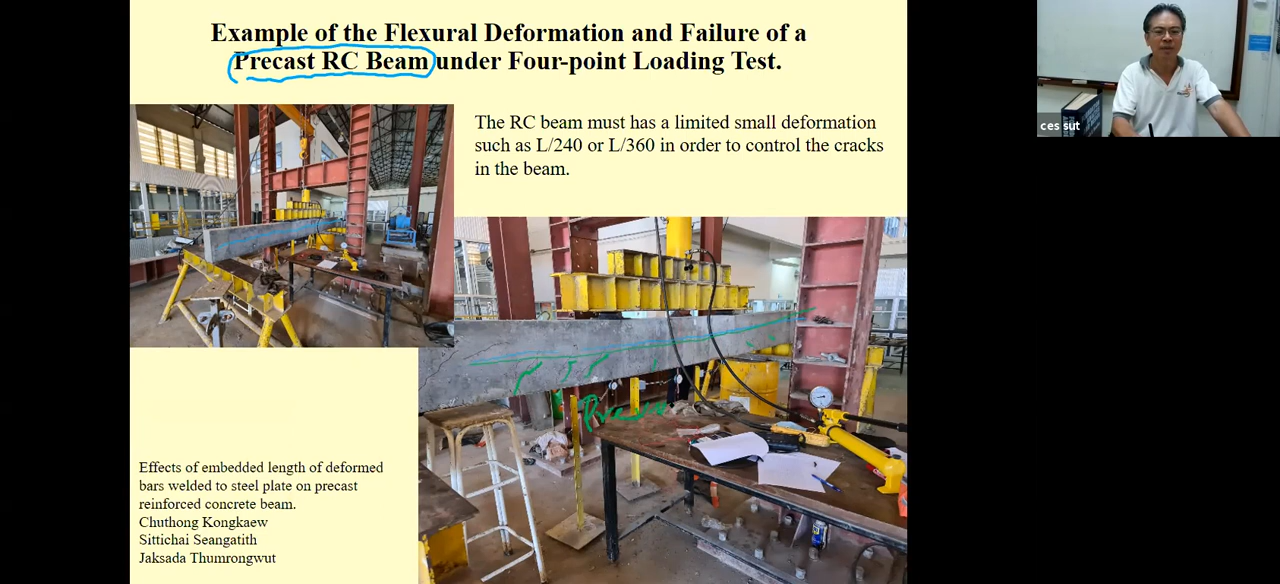 Example of the Flexural Deformation and Failure of a
Precast RC Beam under Four-point Loading Test.
The RC beam must has a limited small deformation
such as L/240 or L/360 in order to control the cracks
in the beam.
Effects of embedded length of deformed
bars welded to steel plate on precast
reinforced concrete beam.
Chuthong Kongkaew
Sittichai Seangatith
Jaksada Thumrongwut
ces sut